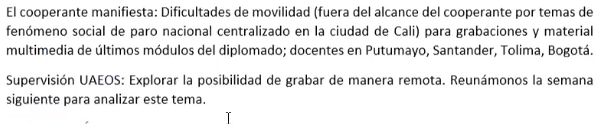 El cooperante manifiesta: Dificultades de movilidad (fuera del alcance del cooperante por temas de
fenómeno social de paro nacional centralizado en la ciudad de Cali) para grabaciones y material
multimedia de últimos módulos del diplomado; docentes en Putumayo, Santander, Tolima, Bogotá.
Supervisión UAEOS: Explorar la posibilidad de grabar de manera remota. Reunámonos la semana
siguiente para analizar este tema.